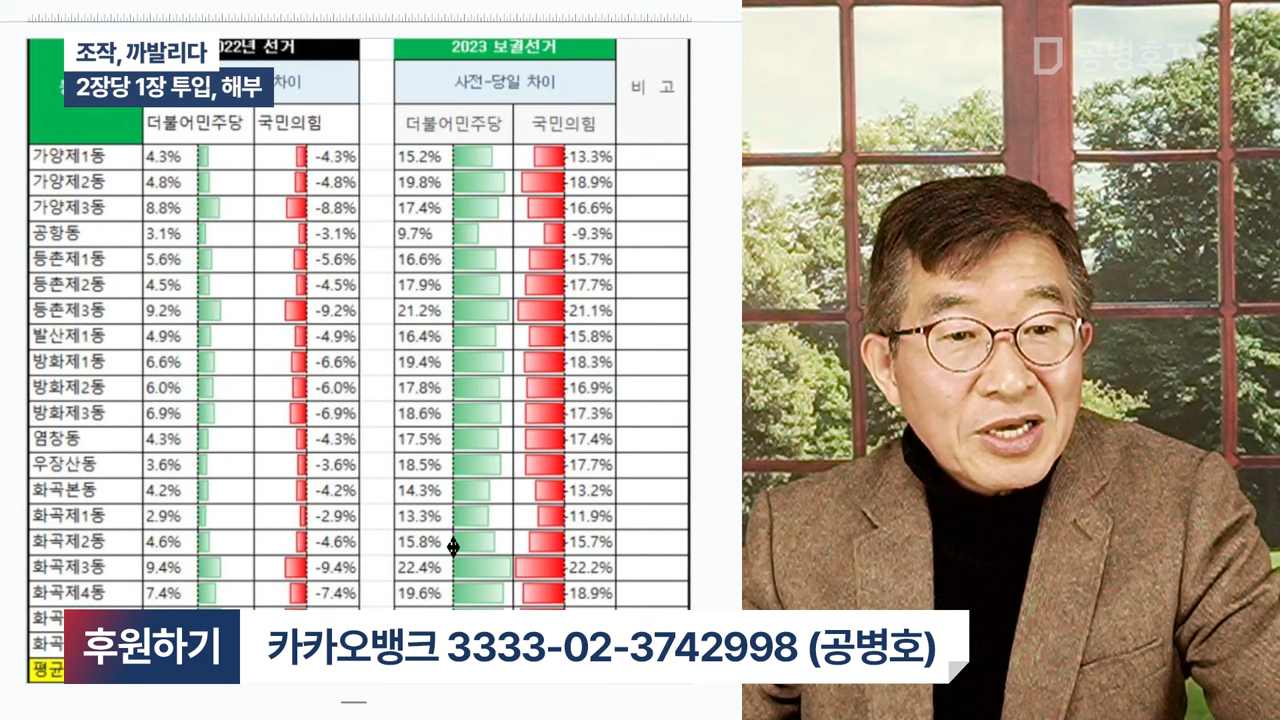 조작, 까발리다
2장당 1장 투입, 해부
공병호TV
022년 선거
2023 보궐선거
차이
사전-당일 차이
비 고
더불어민주당 국민의힘 더불어민주당 국민의힘
가양제1동 4.3% -4.3% 15.2% -13.3%
가양제2동 4.8% -4.8% 19.8% -18.9%
가양제3동 8.8% -8.8% 17.4% -16.6%
공항동 3.1% -3.1% 9.7% -9.3%
등촌제1동 5.6% -5.6% 16.6% -15.7%
등촌제2동 4.5% -4.5% 17.9% -17.7%
등촌제3동 9.2% -9.2% 21.2% -21.1%
발산제1동 4.9% -4.9% 16.4% -15.8%
방화제1동 6.6% -6.6% 19.4% -18.3%
방화제2동 6.0% -6.0% 17.8% -16.9%
방화제3동 6.9% -6.9% 18.6% -17.3%
염창동 4.3% -4.3% 17.5% -17.4%
우장산동 3.6% -3.6% 18.5% -17.7%
화곡본동 4.2% -4.2% 14.3% -13.2%
화곡제1동 2.9% -2.9% 13.3% -11.9%
화곡제2동 4.6% -4.6% 15.8% -15.7%
화곡제3동 9.4% -9.4% 22.4% -22.2%
화곡제4동 7.4% -7.4% 19.6% -18.9%
화곡
화곡
평균
후원하기 카카오뱅크 3333-02-3742998 (공병호)